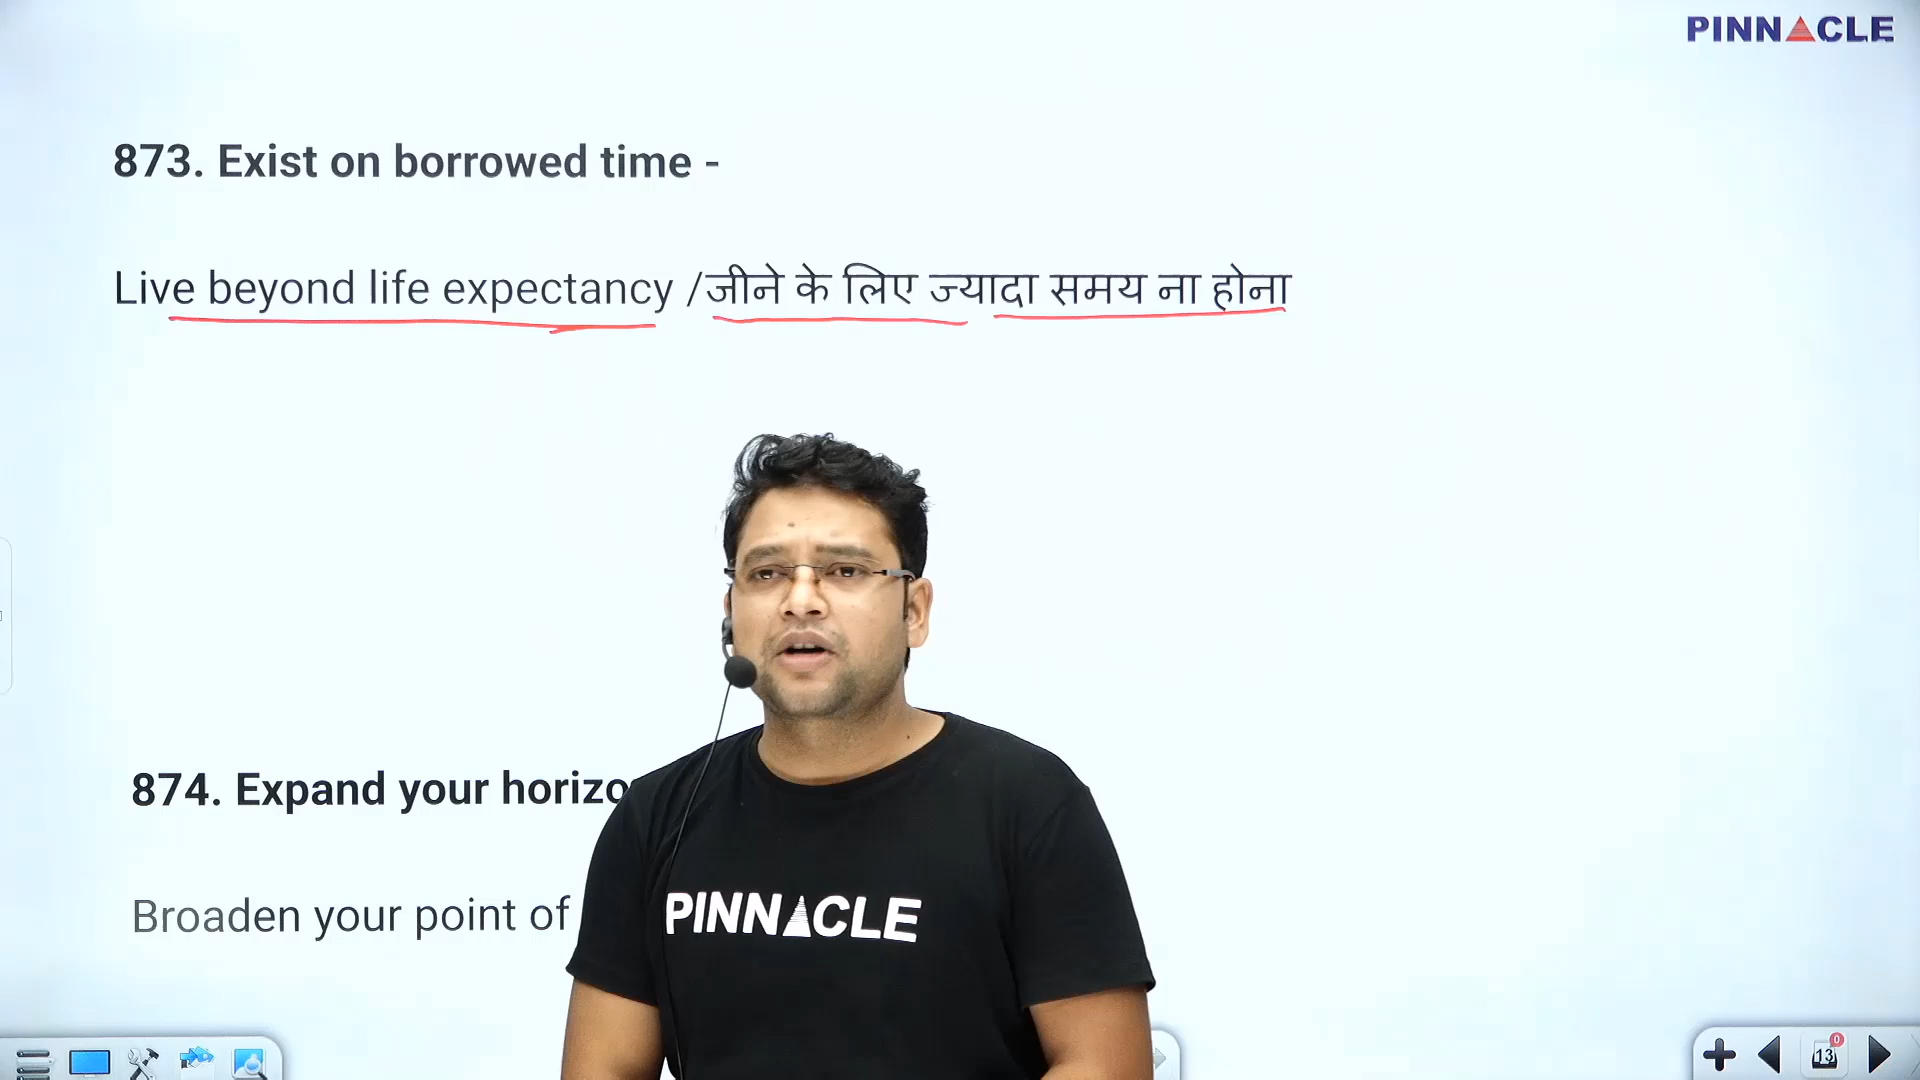 PINNACLE
873. Exist on borrowed time -
Live beyond life expectancy /जीने के लिए ज्यादा समय ना होना
874. Expand your
Broaden your point of
PINNACLE
13
0